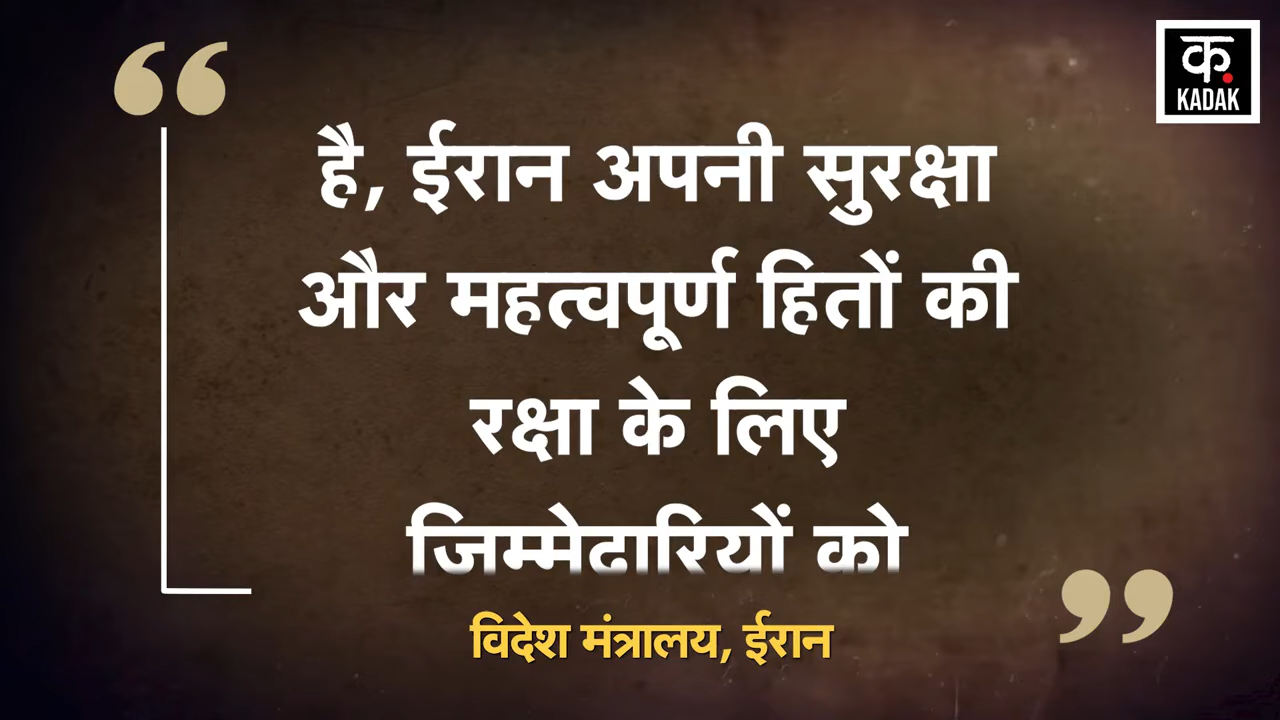 क.
KADAK
है, ईरान अपनी सुरक्षा
और महत्वपूर्ण हितों की
रक्षा के लिए
जिम्मेदारियों को
विदेश मंत्रालय, ईरान